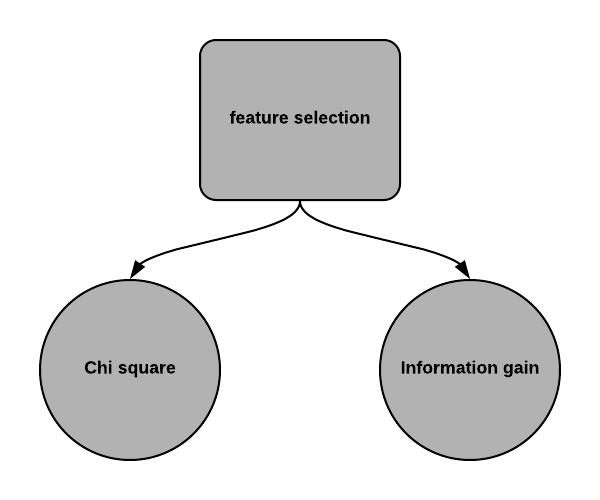 feature selection
Chi square
Information gain